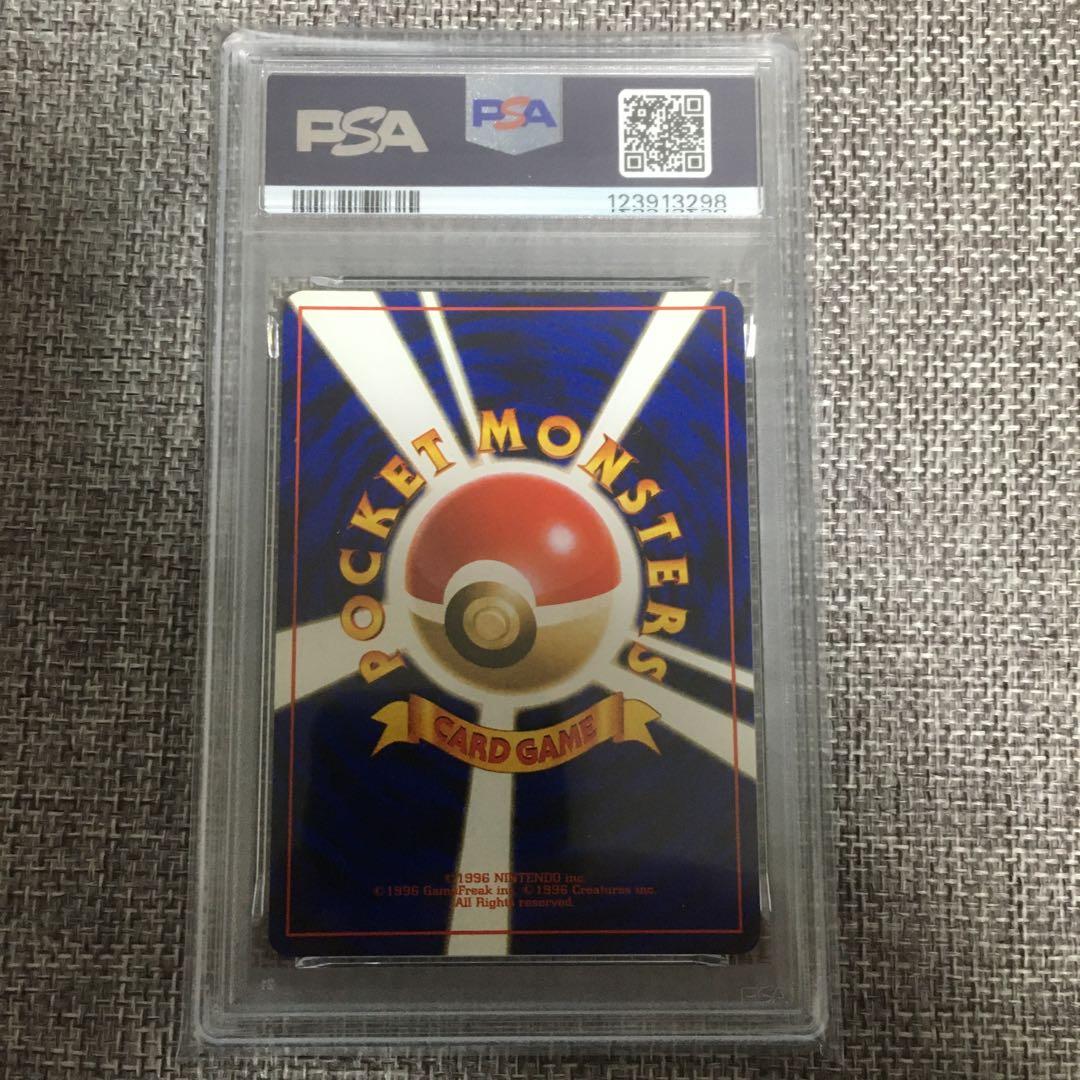 PSA
PSA
123913298
POCKET MONSTERS
CARD GAME
©1996 NINTENDO inc.
©1996 GameFreak inc. ©1996 Creatures inc.
All Rights reserved.
PSA